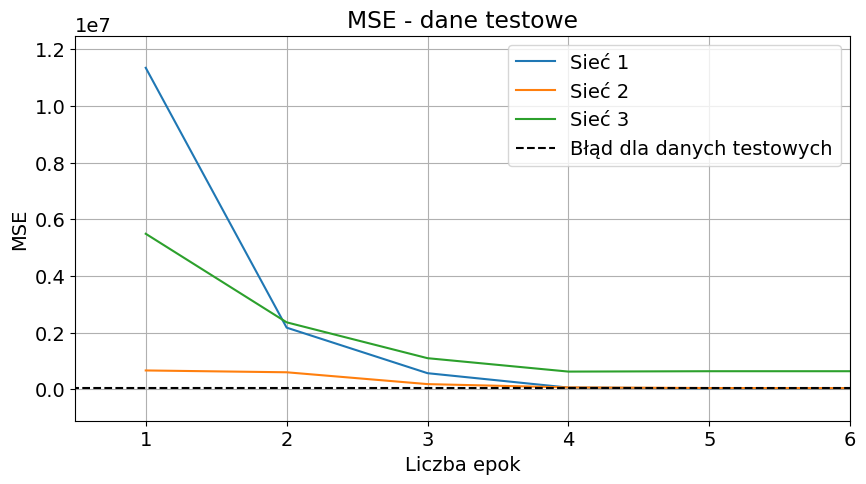 MSE - dane testowe
1e7
1.2
1.0
0.8
0.6
0.4
0.2
0.0
MSE
Sieć 1
Sieć 2
Sieć 3
Błąd dla danych testowych
1 2 3 4 5 6
Liczba epok